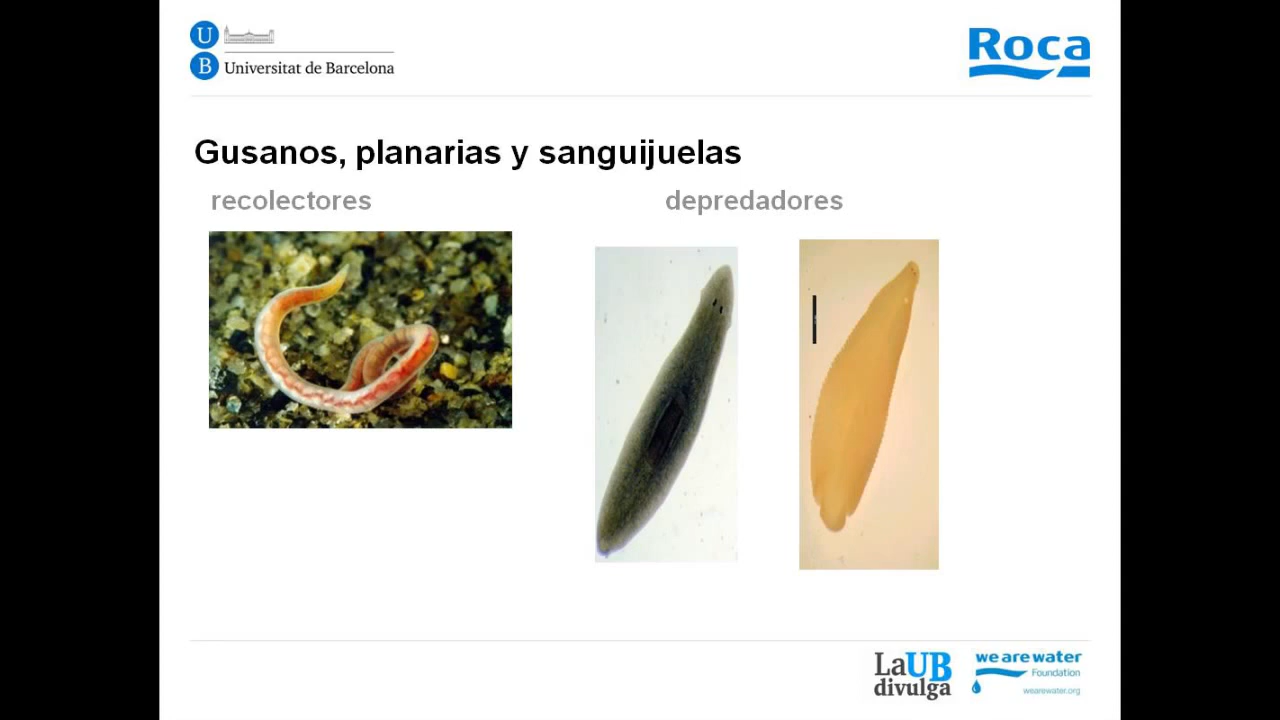 U
B Universitat de Barcelona
Roca
Gusanos, planarias y sanguijuelas
recolectores
depredadores
LaUB
divulga
we are water
Foundation
wearewater.org